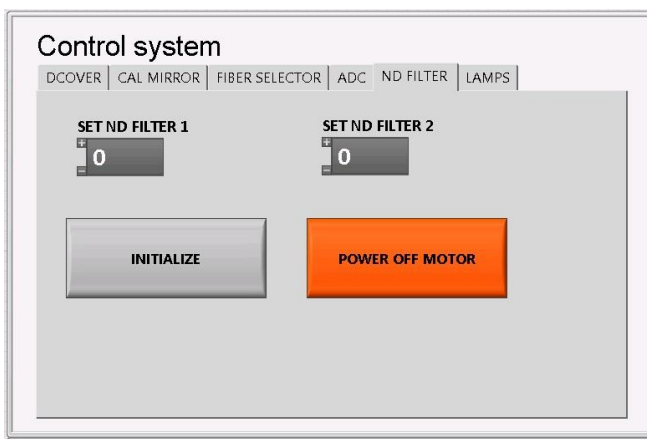 Control system
DCOVER CAL MIRROR FIBER SELECTOR ADC ND FILTER LAMPS
SET ND FILTER 1 SET ND FILTER 2
0 0
INITIALIZE POWER OFF MOTOR